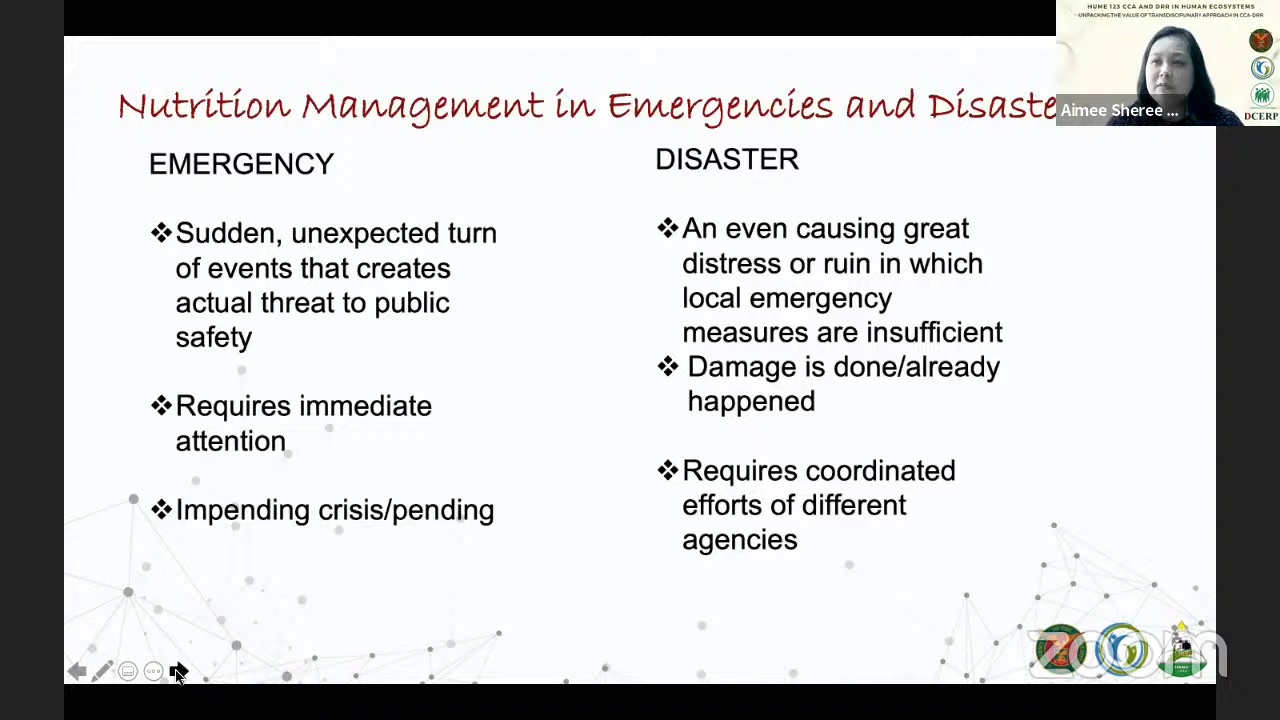 HUME 123 CCA AND DRR IN HUMAN ECOSYSTEMS
UNPACKING THE VALUE OF TRANSDISCIPLINARY APPROACH IN CCA-DRR
Aimee Sheree ...
DCERP
Nutrition Management in Emergencies and Disaste
EMERGENCY
❖Sudden, unexpected turn
of events that creates
actual threat to public
safety
❖Requires immediate
attention
❖Impending crisis/pending
DISASTER
❖An even causing great
distress or ruin in which
local emergency
measures are insufficient
❖ Damage is done/already
happened
❖Requires coordinated
efforts of different
agencies
zoom